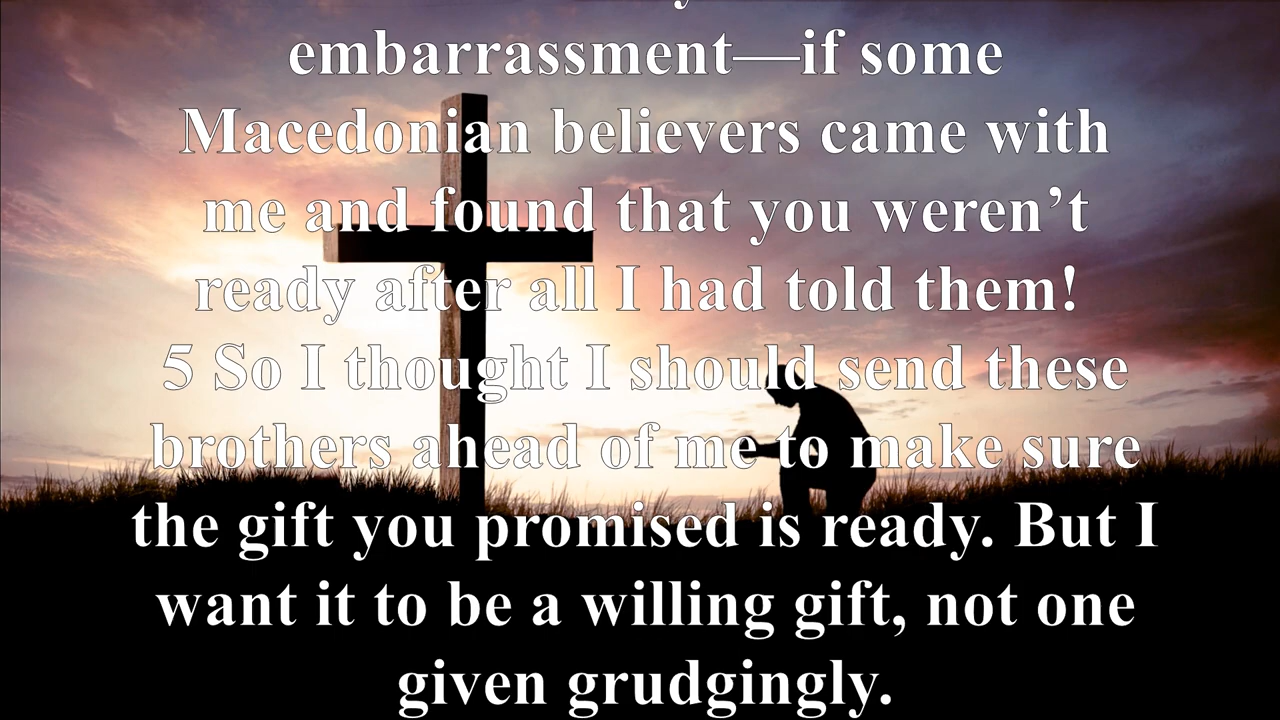 embarrassment—if some
Macedonian believers came with
me and found that you weren’t
ready after all I had told them!
5 So I thought I should send these
brothers ahead of me to make sure
the gift you promised is ready. But I
want it to be a willing gift, not one
given grudgingly.